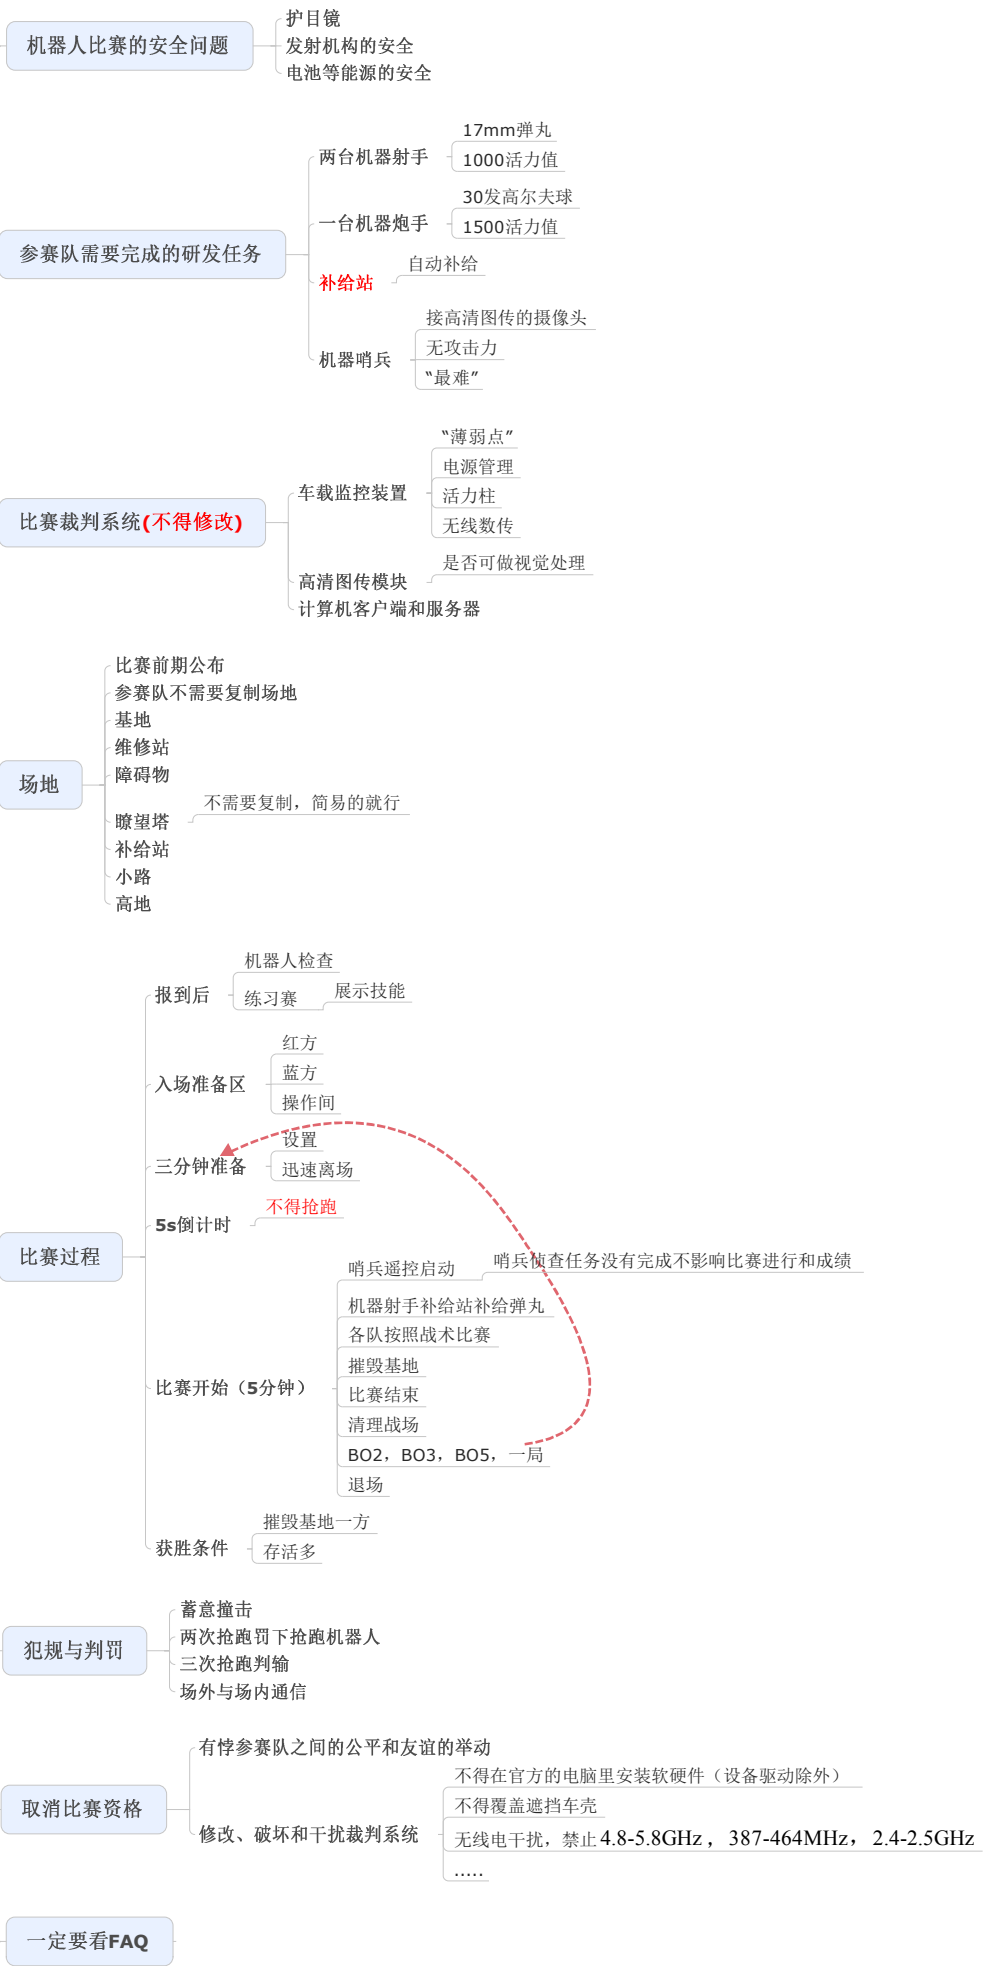 机器人比赛的安全问题
护目镜
发射机构的安全
电池等能源的安全
参赛队需要完成的研发任务
两台机器射手
17mm弹丸
1000活力值
一台机器炮手
30发高尔夫球
1500活力值
补给站
自动补给
机器哨兵
接高清图传的摄像头
无攻击力
“最难”
比赛裁判系统(不得修改)
车载监控装置
“薄弱点”
电源管理
活力柱
无线数传
高清图传模块
是否可做视觉处理
计算机客户端和服务器
场地
比赛前期公布
参赛队不需要复制场地
基地
维修站
障碍物
瞭望塔
不需要复制，简易的就行
补给站
小路
高地
比赛过程
报到后
机器人检查
练习赛
展示技能
入场准备区
红方
蓝方
操作间
三分钟准备
设置
迅速离场
5s倒计时
不得抢跑
比赛开始（5分钟）
哨兵遥控启动
哨兵侦查任务没有完成不影响比赛进行和成绩
机器射手补给站补给弹丸
各队按照战术比赛
摧毁基地
比赛结束
清理战场
BO2，BO3，BO5，一局
退场
获胜条件
摧毁基地一方
存活多
犯规与判罚
蓄意撞击
两次抢跑罚下抢跑机器人
三次抢跑判输
场外与场内通信
取消比赛资格
有悖参赛队之间的公平和友谊的举动
修改、破坏和干扰裁判系统
不得在官方的电脑里安装软硬件（设备驱动除外）
不得覆盖遮挡车壳
无线电干扰，禁止4.8-5.8GHz，387-464MHz，2.4-2.5GHz
.....
一定要看FAQ